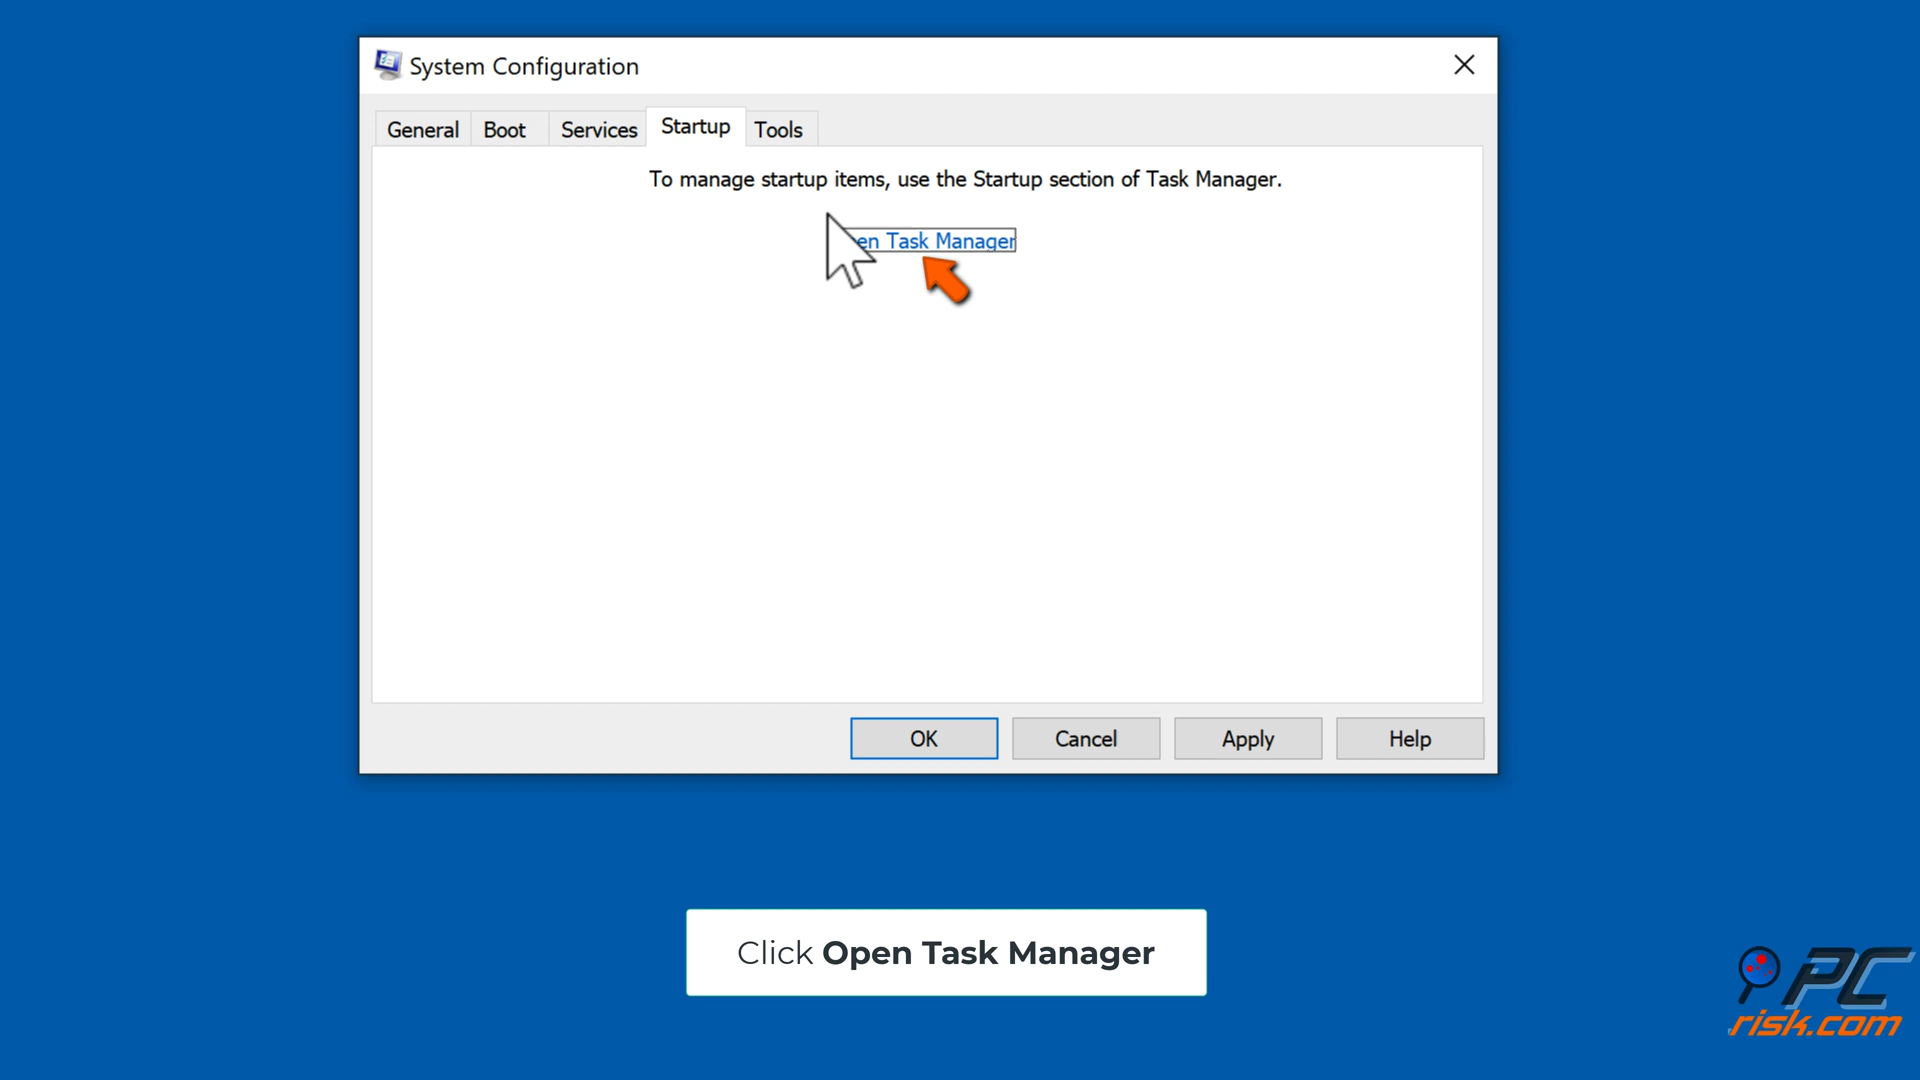 System Configuration
General Boot Services Startup Tools
To manage startup items, use the Startup section of Task Manager.
en Task Manager
OK Cancel Apply Help
Click Open Task Manager
PC
risk.com